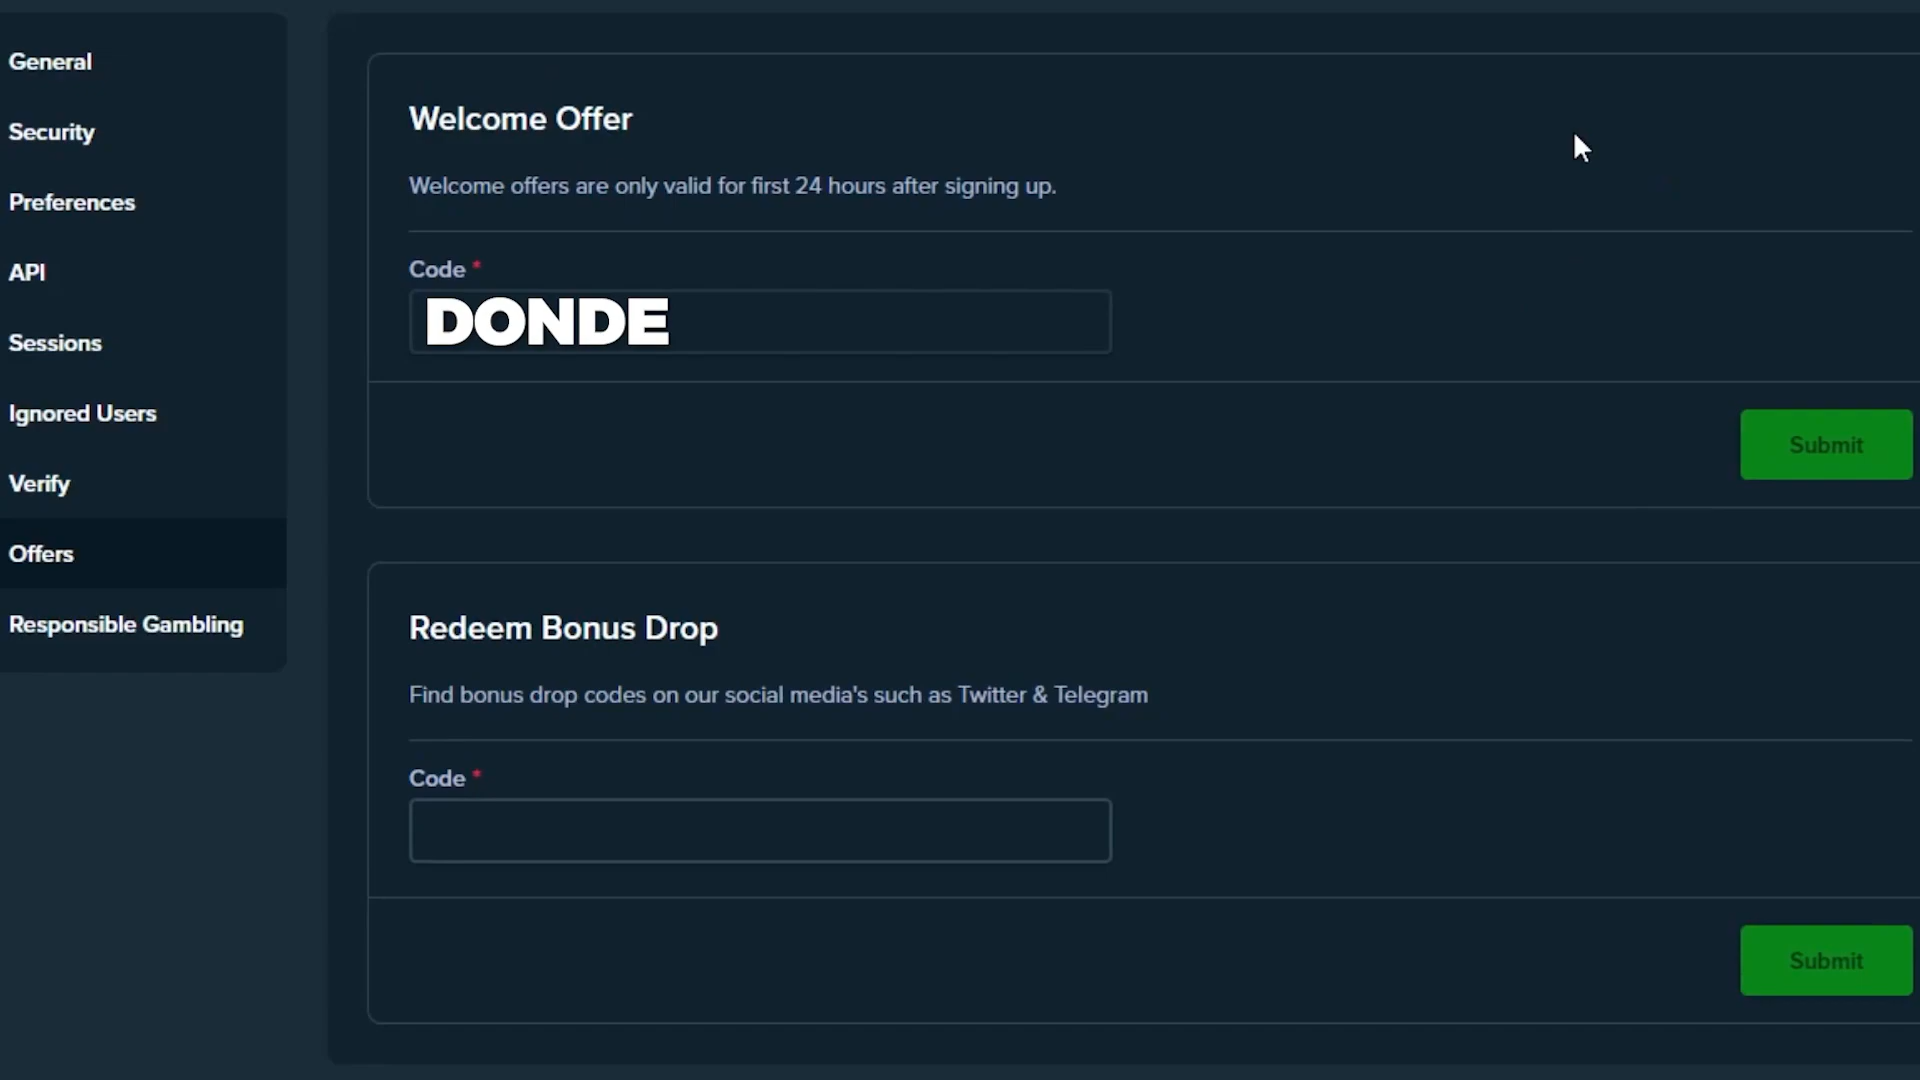 General
Security
Preferences
API
Sessions
Ignored Users
Verify
Offers
Responsible Gambling
Welcome Offer
Welcome offers are only valid for first 24 hours after signing up.
Code *
DONDE
Submit
Redeem Bonus Drop
Find bonus drop codes on our social media's such as Twitter & Telegram
Code *
Submit